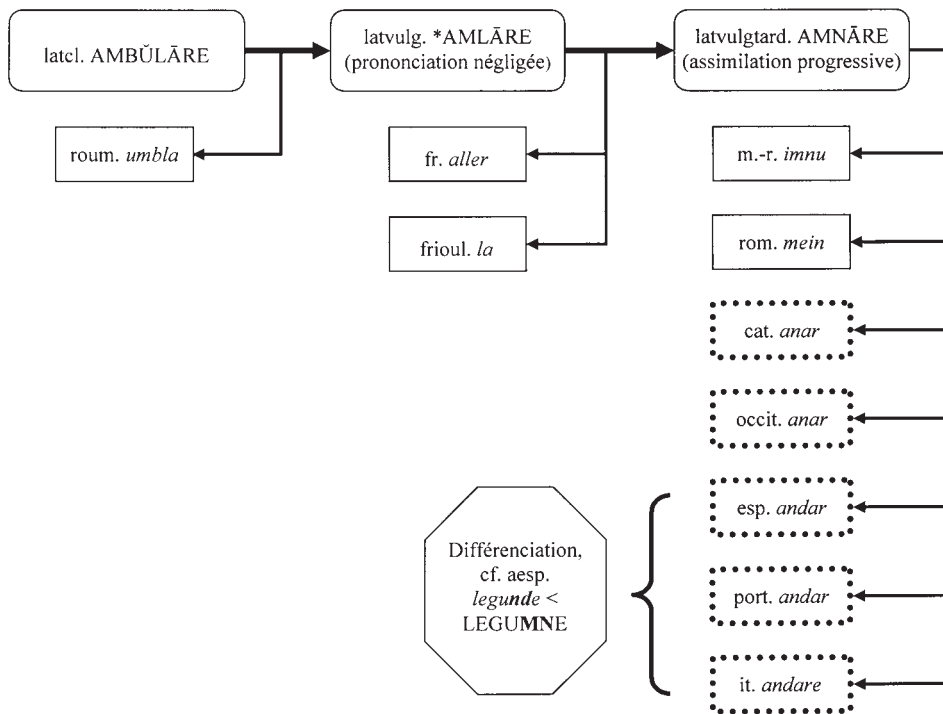 latcl. AMBŬLĀRE
latvulg. *AMLĀRE
(prononciation négligée)
latvulgtard. AMNĀRE
(assimilation progressive)
roum. umbla
fr. aller
m.-r. imnu
frioul. la
rom. mein
cat. anar
occit. anar
Différenciation,
cf. aesp.
legunde <
LEGUMNE
esp. andar
port. andar
it. andare